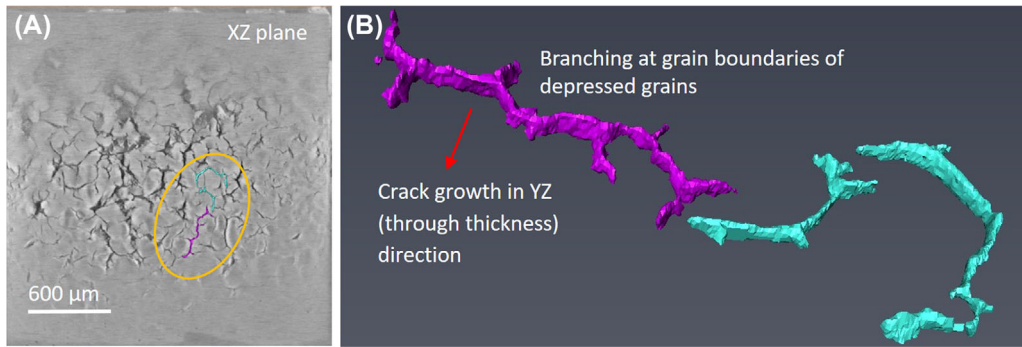 (A)
XZ plane
600 µm
(B)
Branching at grain boundaries of
depressed grains
Crack growth in YZ
(through thickness)
direction